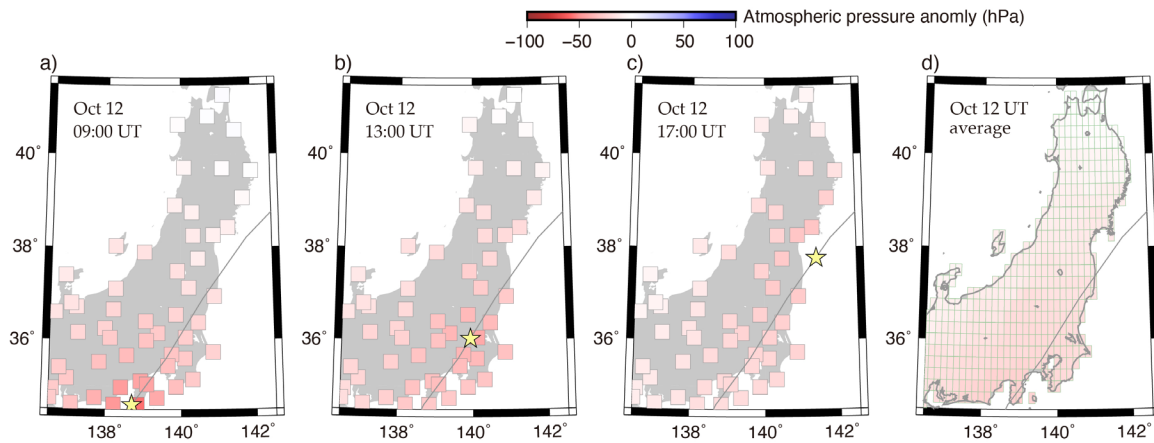 Atmospheric pressure anomly (hPa)
−100 −50 0 50 100
a) b) c) d)
Oct 12
09:00 UT
Oct 12
13:00 UT
Oct 12
17:00 UT
Oct 12 UT
average
40° 40° 40° 40°
38° 38° 38° 38°
36° 36° 36° 36°
138 140 142 138 140 142 138 140 142 138 140 142